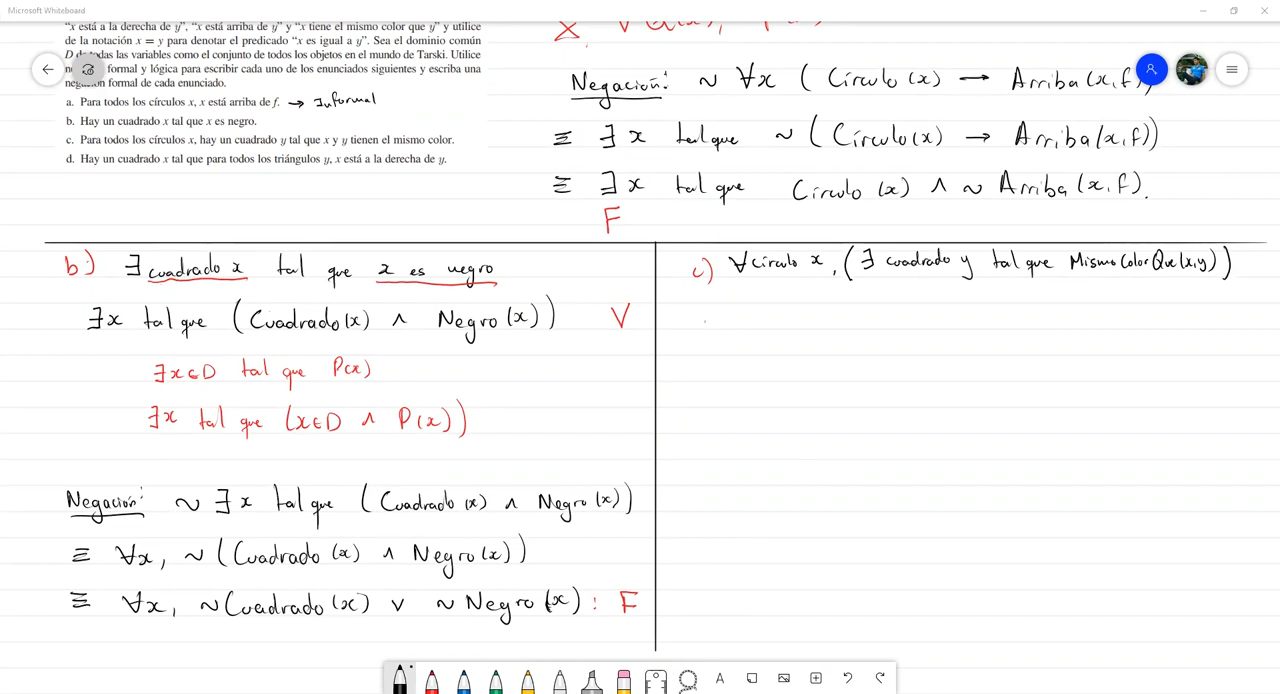 Microsoft Whiteboard
“x está a la derecha de y”, “x está arriba de y” y “x tiene el mismo color que y” y utilice
de la notación x = y para denotar el predicado “x es igual a y”. Sea el dominio común
D de todas las variables como el conjunto de todos los objetos en el mundo de Tarski. Utilice
formal y lógica para escribir cada uno de los enunciados siguientes y escriba una
negación formal de cada enunciado.
a. Para todos los círculos x, x está arriba de f. → Informal
b. Hay un cuadrado x tal que x es negro.
c. Para todos los círculos x, hay un cuadrado y tal que x y y tienen el mismo color.
d. Hay un cuadrado x tal que para todos los triángulos y, x está a la derecha de y.
Negación: ~ ∀x (Círculo (x) → Arriba (x,f)
≡ ∃ x tal que ~ (Círculo(x) → Arriba(x,f))
≡ ∃ x tal que Círculo (x) ∧ ~ Arriba (x,f).
F
b) ∃ cuadrado x tal que x es negro
∃x tal que (Cuadrado(x) ∧ Negro(x)) V
∃x∈D tal que P(x)
∃x tal que (x∈D ∧ P(x))
Negación: ~ ∃ x tal que (Cuadrado (x) ∧ Negro(x))
≡ ∀x, ~ (Cuadrado (x) ∧ Negro(x))
≡ ∀x, ~Cuadrado (x) ∨ ~ Negro(x) : F
c) ∀círculo x, (∃ cuadrado y tal que MismoColorQue(x,y))